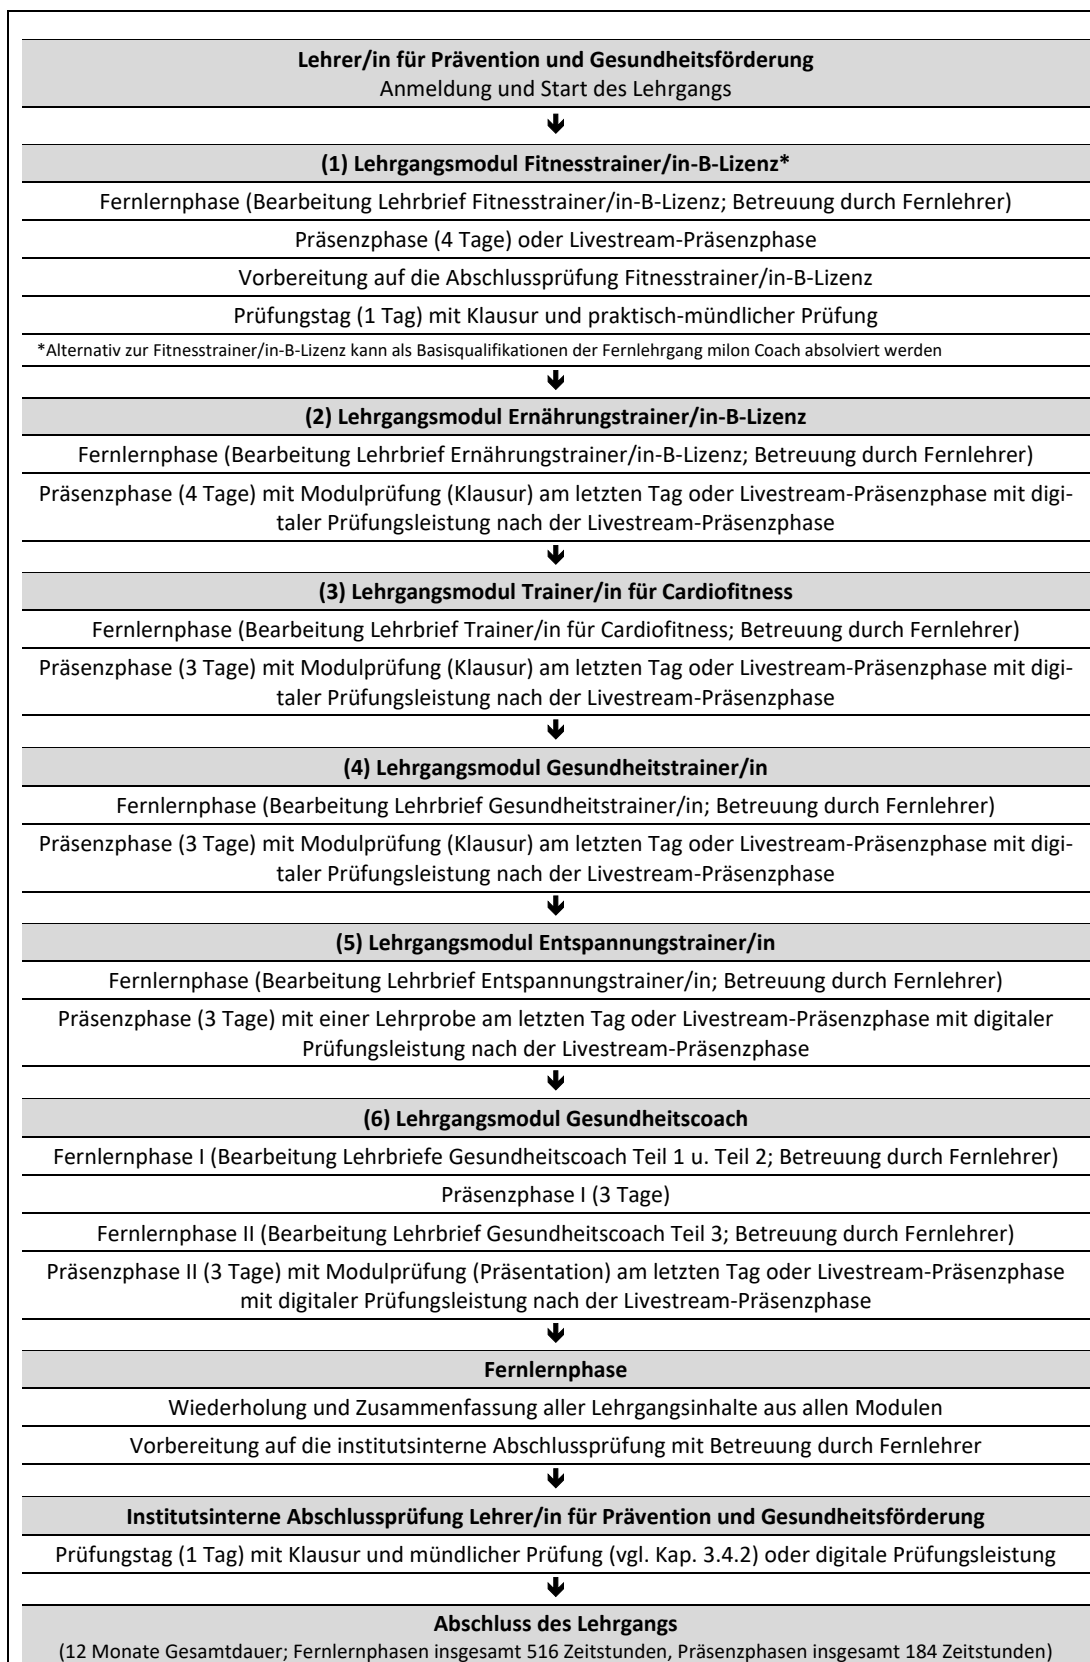 Lehrer/in für Prävention und Gesundheitsförderung
Anmeldung und Start des Lehrgangs
(1) Lehrgangsmodul Fitnesstrainer/in-B-Lizenz*
Fernlernphase (Bearbeitung Lehrbrief Fitnesstrainer/in-B-Lizenz; Betreuung durch Fernlehrer)
Präsenzphase (4 Tage) oder Livestream-Präsenzphase
Vorbereitung auf die Abschlussprüfung Fitnesstrainer/in-B-Lizenz
Prüfungstag (1 Tag) mit Klausur und praktisch-mündlicher Prüfung
*Alternativ zur Fitnesstrainer/in-B-Lizenz kann als Basisqualifikationen der Fernlehrgang milon Coach absolviert werden
(2) Lehrgangsmodul Ernährungstrainer/in-B-Lizenz
Fernlernphase (Bearbeitung Lehrbrief Ernährungstrainer/in-B-Lizenz; Betreuung durch Fernlehrer)
Präsenzphase (4 Tage) mit Modulprüfung (Klausur) am letzten Tag oder Livestream-Präsenzphase mit digi-
taler Prüfungsleistung nach der Livestream-Präsenzphase
(3) Lehrgangsmodul Trainer/in für Cardiofitness
Fernlernphase (Bearbeitung Lehrbrief Trainer/in für Cardiofitness; Betreuung durch Fernlehrer)
Präsenzphase (3 Tage) mit Modulprüfung (Klausur) am letzten Tag oder Livestream-Präsenzphase mit digi-
taler Prüfungsleistung nach der Livestream-Präsenzphase
(4) Lehrgangsmodul Gesundheitstrainer/in
Fernlernphase (Bearbeitung Lehrbrief Gesundheitstrainer/in; Betreuung durch Fernlehrer)
Präsenzphase (3 Tage) mit Modulprüfung (Klausur) am letzten Tag oder Livestream-Präsenzphase mit digi-
taler Prüfungsleistung nach der Livestream-Präsenzphase
(5) Lehrgangsmodul Entspannungstrainer/in
Fernlernphase (Bearbeitung Lehrbrief Entspannungstrainer/in; Betreuung durch Fernlehrer)
Präsenzphase (3 Tage) mit einer Lehrprobe am letzten Tag oder Livestream-Präsenzphase mit digitaler
Prüfungsleistung nach der Livestream-Präsenzphase
(6) Lehrgangsmodul Gesundheitscoach
Fernlernphase I (Bearbeitung Lehrbriefe Gesundheitscoach Teil 1 u. Teil 2; Betreuung durch Fernlehrer)
Präsenzphase I (3 Tage)
Fernlernphase II (Bearbeitung Lehrbrief Gesundheitscoach Teil 3; Betreuung durch Fernlehrer)
Präsenzphase II (3 Tage) mit Modulprüfung (Präsentation) am letzten Tag oder Livestream-Präsenzphase
mit digitaler Prüfungsleistung nach der Livestream-Präsenzphase
Fernlernphase
Wiederholung und Zusammenfassung aller Lehrgangsinhalte aus allen Modulen
Vorbereitung auf die institutsinterne Abschlussprüfung mit Betreuung durch Fernlehrer
Institutsinterne Abschlussprüfung Lehrer/in für Prävention und Gesundheitsförderung
Prüfungstag (1 Tag) mit Klausur und mündlicher Prüfung (vgl. Kap. 3.4.2) oder digitale Prüfungsleistung
Abschluss des Lehrgangs
(12 Monate Gesamtdauer; Fernlernphasen insgesamt 516 Zeitstunden, Präsenzphasen insgesamt 184 Zeitstunden)